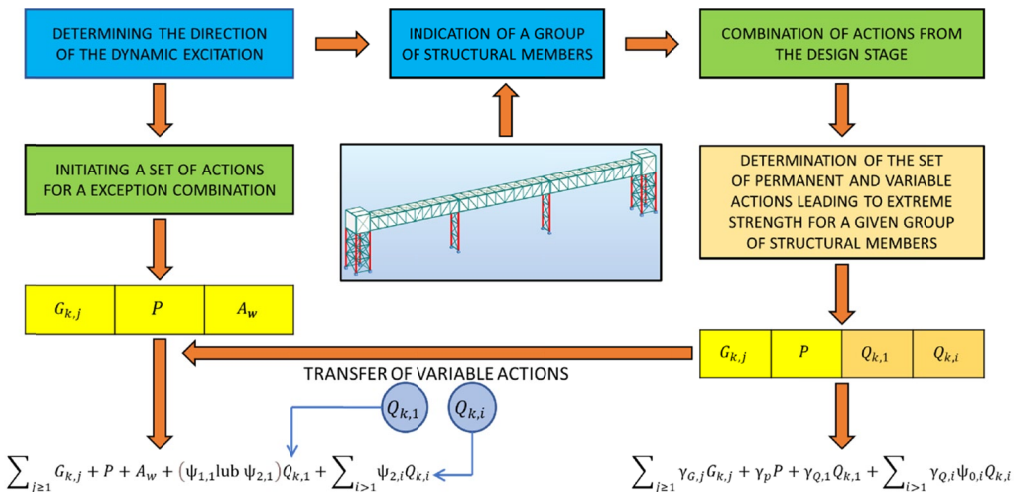 DETERMINING THE DIRECTION
OF THE DYNAMIC EXCITATION
INDICATION OF A GROUP
OF STRUCTURAL MEMBERS
COMBINATION OF ACTIONS FROM
THE DESIGN STAGE
INITIATING A SET OF ACTIONS
FOR A EXCEPTION COMBINATION
DETERMINATION OF THE SET
OF PERMANENT AND VARIABLE
ACTIONS LEADING TO EXTREME
STRENGTH FOR A GIVEN GROUP
OF STRUCTURAL MEMBERS
G_{k,j} P A_w
G_{k,j} P Q_{k,1} Q_{k,i}
TRANSFER OF VARIABLE ACTIONS
Q_{k,1} Q_{k,i}
∑_{j≥1} G_{k,j} + P + A_w + (ψ_{1,1} lub ψ_{2,1})Q_{k,1} + ∑_{i>1} ψ_{2,i}Q_{k,i}
∑_{j≥1} γ_{G,j}G_{k,j} + γ_p P + γ_{Q,1}Q_{k,1} + ∑_{i>1} γ_{Q,i}ψ_{0,i}Q_{k,i}